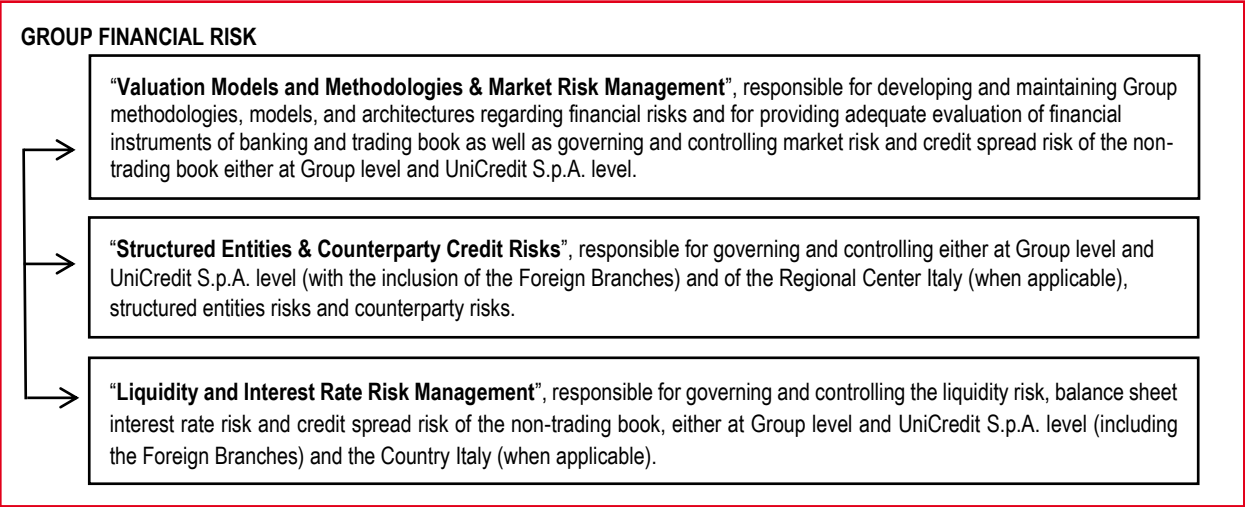 GROUP FINANCIAL RISK
“Valuation Models and Methodologies & Market Risk Management”, responsible for developing and maintaining Group
methodologies, models, and architectures regarding financial risks and for providing adequate evaluation of financial
instruments of banking and trading book as well as governing and controlling market risk and credit spread risk of the non-
trading book either at Group level and UniCredit S.p.A. level.
“Structured Entities & Counterparty Credit Risks”, responsible for governing and controlling either at Group level and
UniCredit S.p.A. level (with the inclusion of the Foreign Branches) and of the Regional Center Italy (when applicable),
structured entities risks and counterparty risks.
“Liquidity and Interest Rate Risk Management”, responsible for governing and controlling the liquidity risk, balance sheet
interest rate risk and credit spread risk of the non-trading book, either at Group level and UniCredit S.p.A. level (including
the Foreign Branches) and the Country Italy (when applicable).